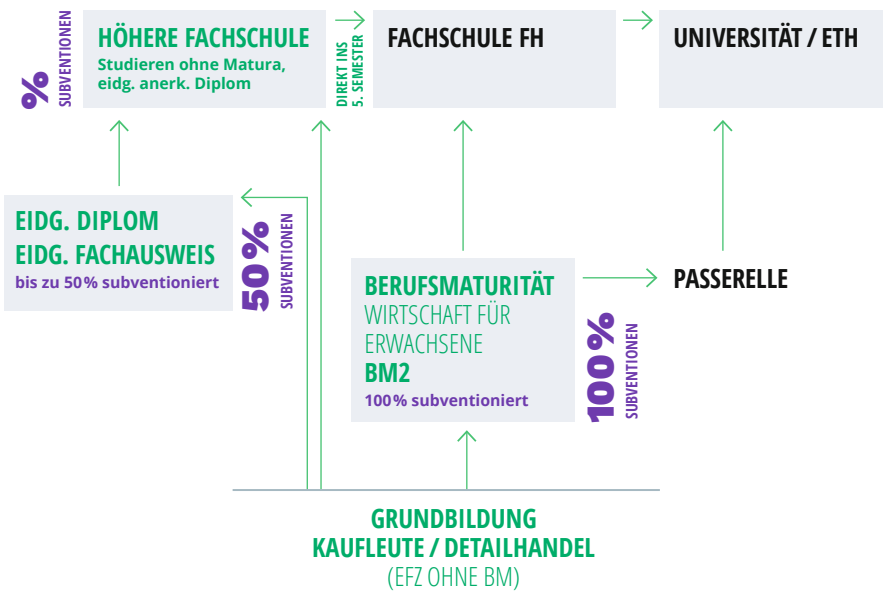 %
SUBVENTIONEN
HÖHERE FACHSCHULE
Studieren ohne Matura,
eidg. anerk. Diplom
DIREKT INS
5. SEMESTER
FACHSCHULE FH
UNIVERSITÄT / ETH
EIDG. DIPLOM
EIDG. FACHAUSWEIS
bis zu 50% subventioniert
50%
SUBVENTIONEN
BERUFSMATURITÄT
WIRTSCHAFT FÜR
ERWACHSENE
BM2
100% subventioniert
100%
SUBVENTIONEN
PASSERELLE
GRUNDBILDUNG
KAUFLEUTE / DETAILHANDEL
(EFZ OHNE BM)